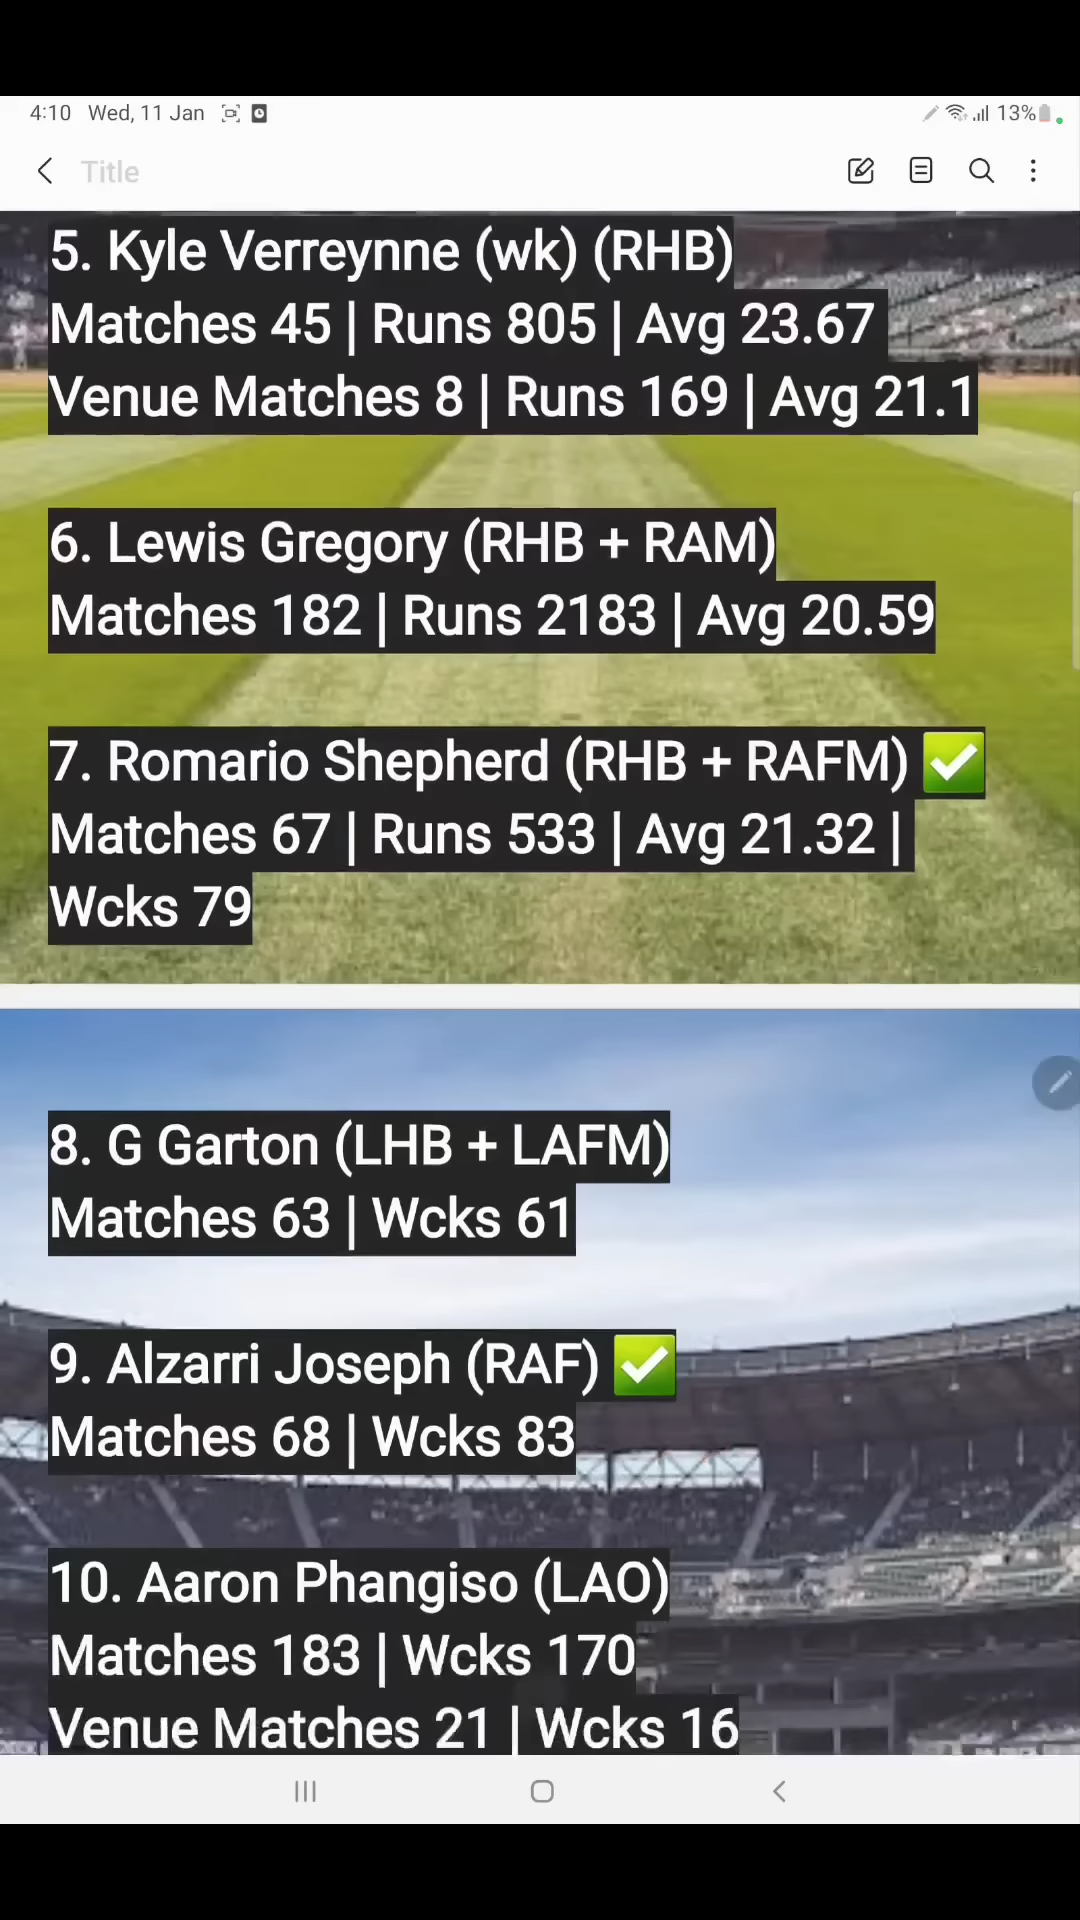 4:10 Wed, 11 Jan 13%
Title
5. Kyle Verreynne (wk) (RHB)
Matches 45 | Runs 805 | Avg 23.67
Venue Matches 8 | Runs 169 | Avg 21.1
6. Lewis Gregory (RHB + RAM)
Matches 182 | Runs 2183 | Avg 20.59
7. Romario Shepherd (RHB + RAFM) ✅
Matches 67 | Runs 533 | Avg 21.32 |
Wcks 79
8. G Garton (LHB + LAFM)
Matches 63 | Wcks 61
9. Alzarri Joseph (RAF) ✅
Matches 68 | Wcks 83
10. Aaron Phangiso (LAO)
Matches 183 | Wcks 170
Venue Matches 21 | Wcks 16